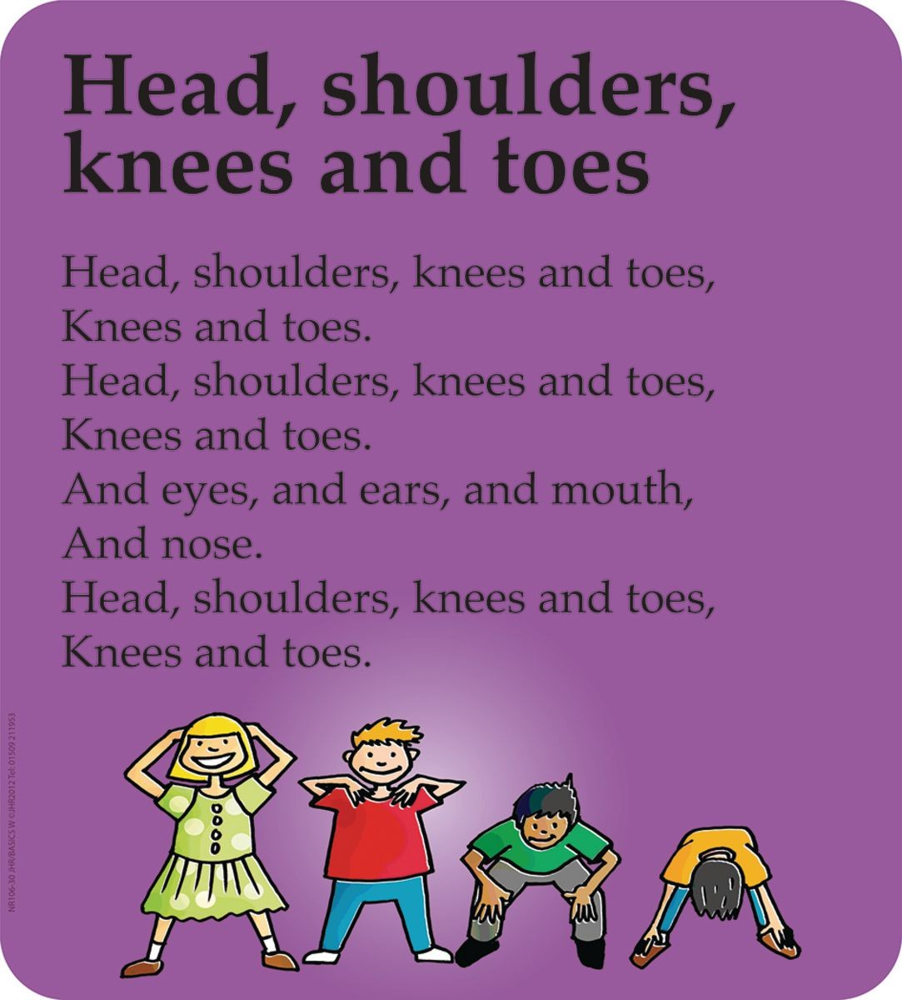 Head, shoulders,
knees and toes
Head, shoulders, knees and toes,
Knees and toes.
Head, shoulders, knees and toes,
Knees and toes.
And eyes, and ears, and mouth,
And nose.
Head, shoulders, knees and toes,
Knees and toes.
NR106-30 JHR/BASICS W ©JHR2012 Tel: 01509 211953